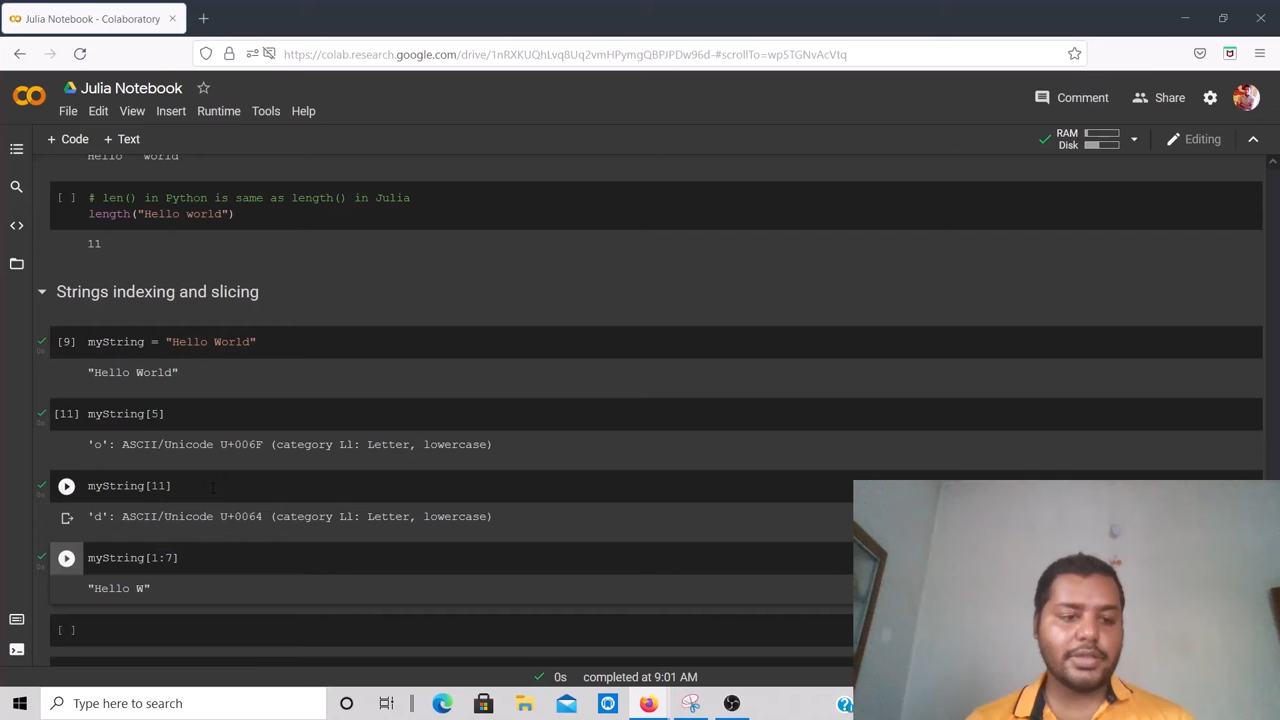 Julia Notebook - Colaboratory
https://colab.research.google.com/drive/1nRXKUQhLvq8Uq2vmHPymgQBPJPDw96d-#scrollTo=wp5TGNvAcVtq
Julia Notebook
File Edit View Insert Runtime Tools Help
Comment Share
+ Code + Text
RAM
Disk
Editing
Hello world
[ ] # len() in Python is same as length() in Julia
length("Hello world")
11
Strings indexing and slicing
[9] myString = "Hello World"
"Hello World"
[11] myString[5]
'o': ASCII/Unicode U+006F (category Ll: Letter, lowercase)
myString[11]
'd': ASCII/Unicode U+0064 (category Ll: Letter, lowercase)
myString[1:7]
"Hello W"
[ ]
0s completed at 9:01 AM
Type here to search